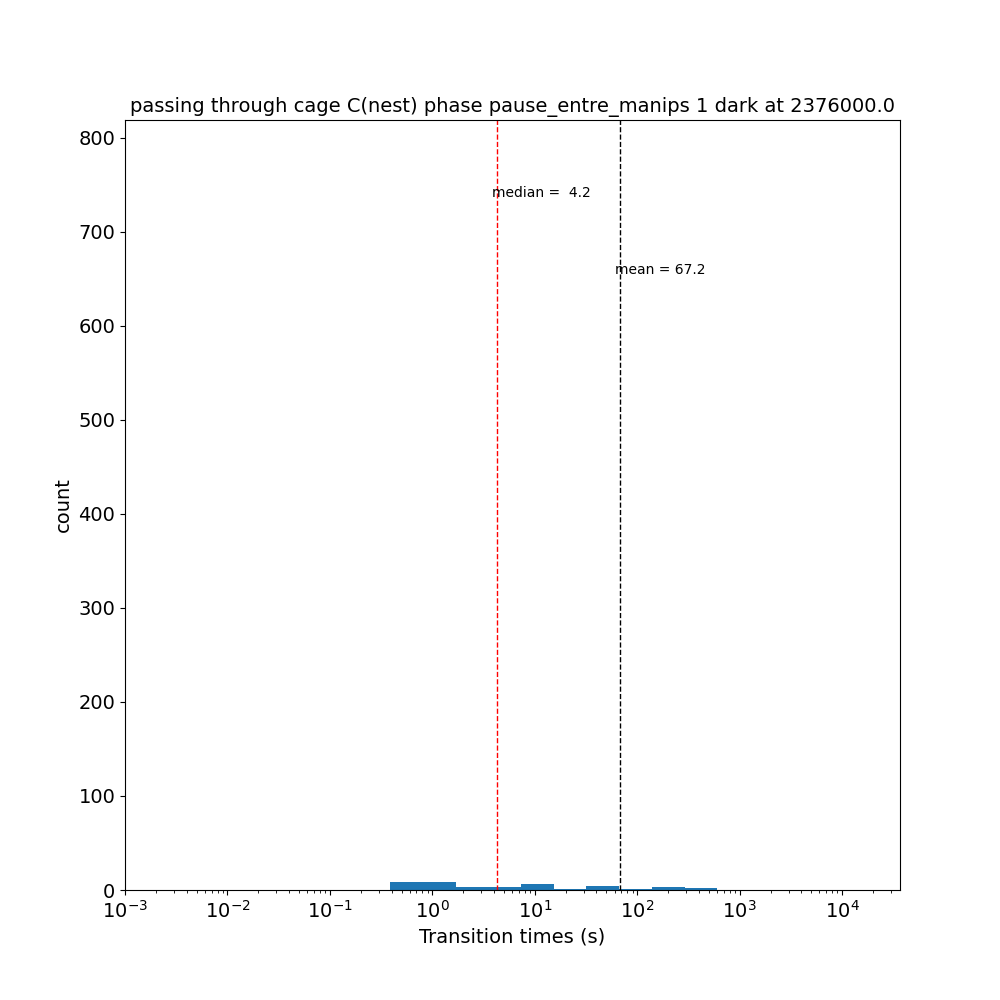 passing through cage C(nest) phase pause_entre_manips 1 dark at 2376000.0
800
median =  4.2
700
mean = 67.2
600
500
count
400
300
200
100
0
10⁻³ 10⁻² 10⁻¹ 10⁰ 10¹ 10² 10³ 10⁴
Transition times (s)